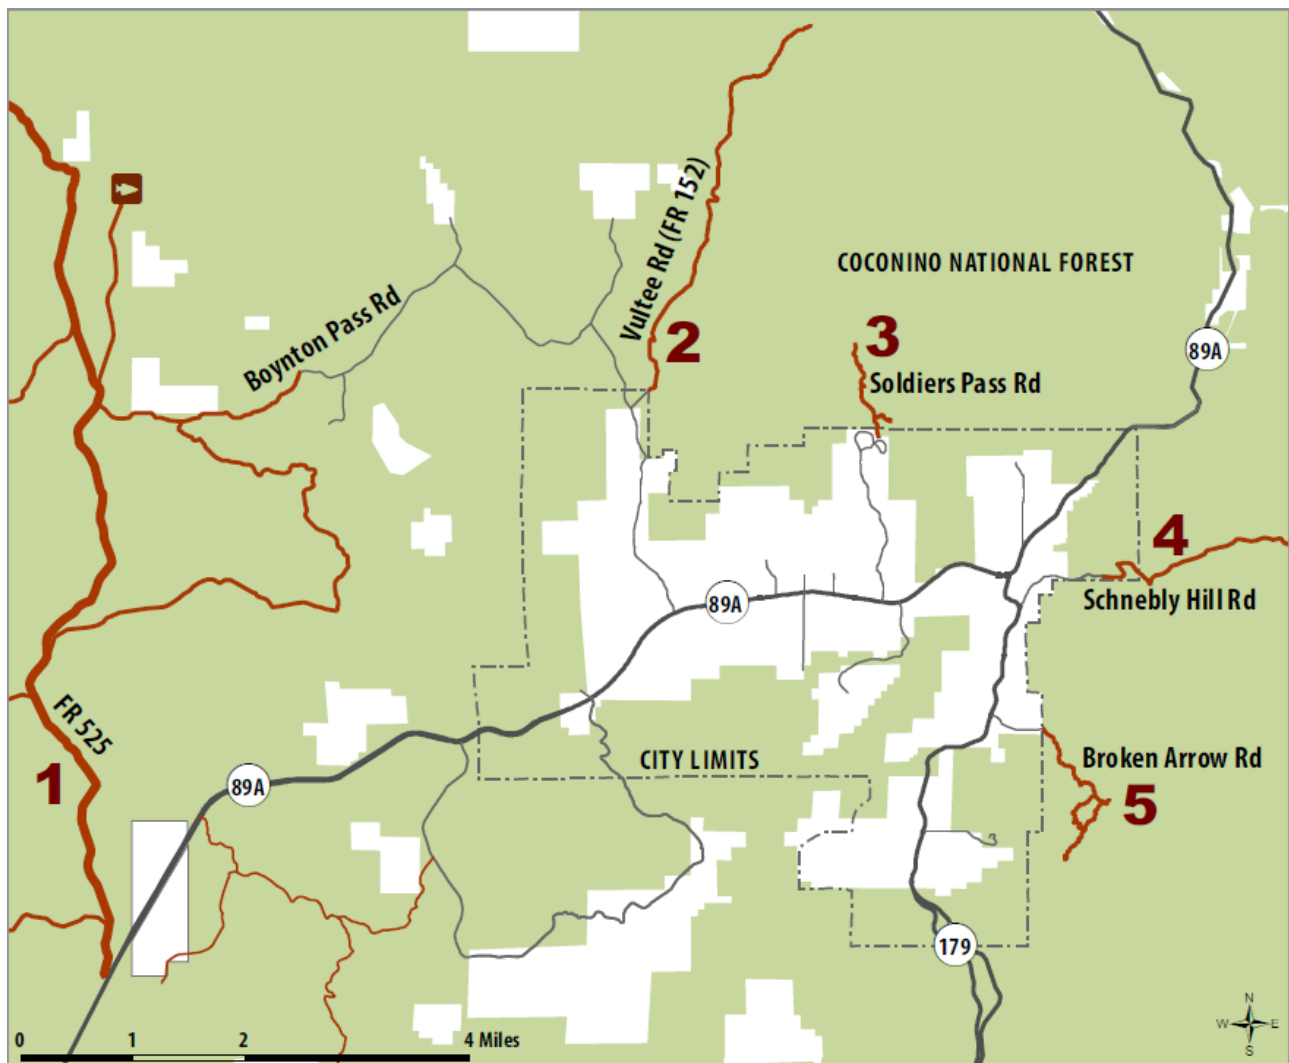 Vultee Rd (FR 152)
COCONINO NATIONAL FOREST
Boynton Pass Rd
2
3
89A
Soldiers Pass Rd
4
89A
Schnebly Hill Rd
FR 525
CITY LIMITS
Broken Arrow Rd
1
89A
5
179
N
W E
S
0 1 2 4 Miles